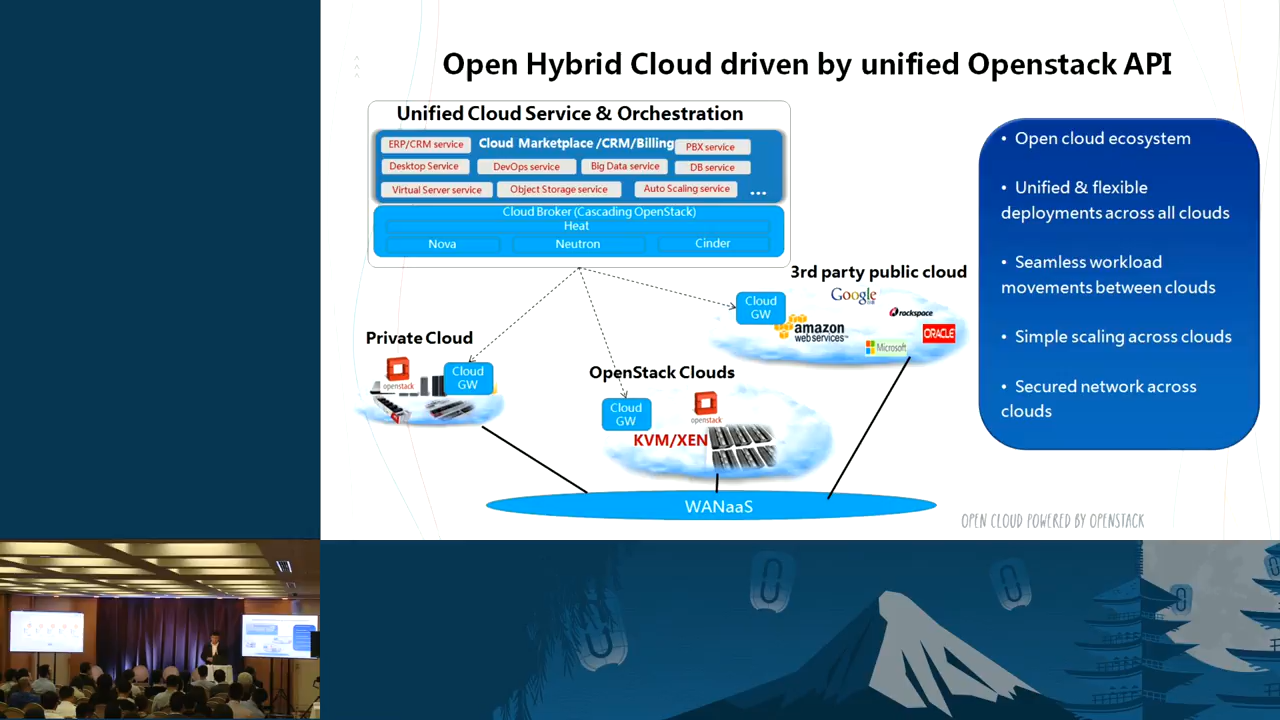 Open Hybrid Cloud driven by unified Openstack API
Unified Cloud Service & Orchestration
Cloud Marketplace /CRM/Billing
ERP/CRM service
PBX service
Desktop Service
DevOps service
Big Data service
DB service
Virtual Server service
Object Storage service
Auto Scaling service
...
Cloud Broker (Cascading OpenStack)
Heat
Nova
Neutron
Cinder
3rd party public cloud
Cloud
GW
Google
rackspace
amazon
webservices™
ORACLE
Microsoft
Private Cloud
openstack
Cloud
GW
OpenStack Clouds
Cloud
GW
openstack
KVM/XEN
WANaaS
• Open cloud ecosystem
• Unified & flexible
deployments across all clouds
• Seamless workload
movements between clouds
• Simple scaling across clouds
• Secured network across
clouds
OPEN CLOUD POWERED BY OPENSTACK